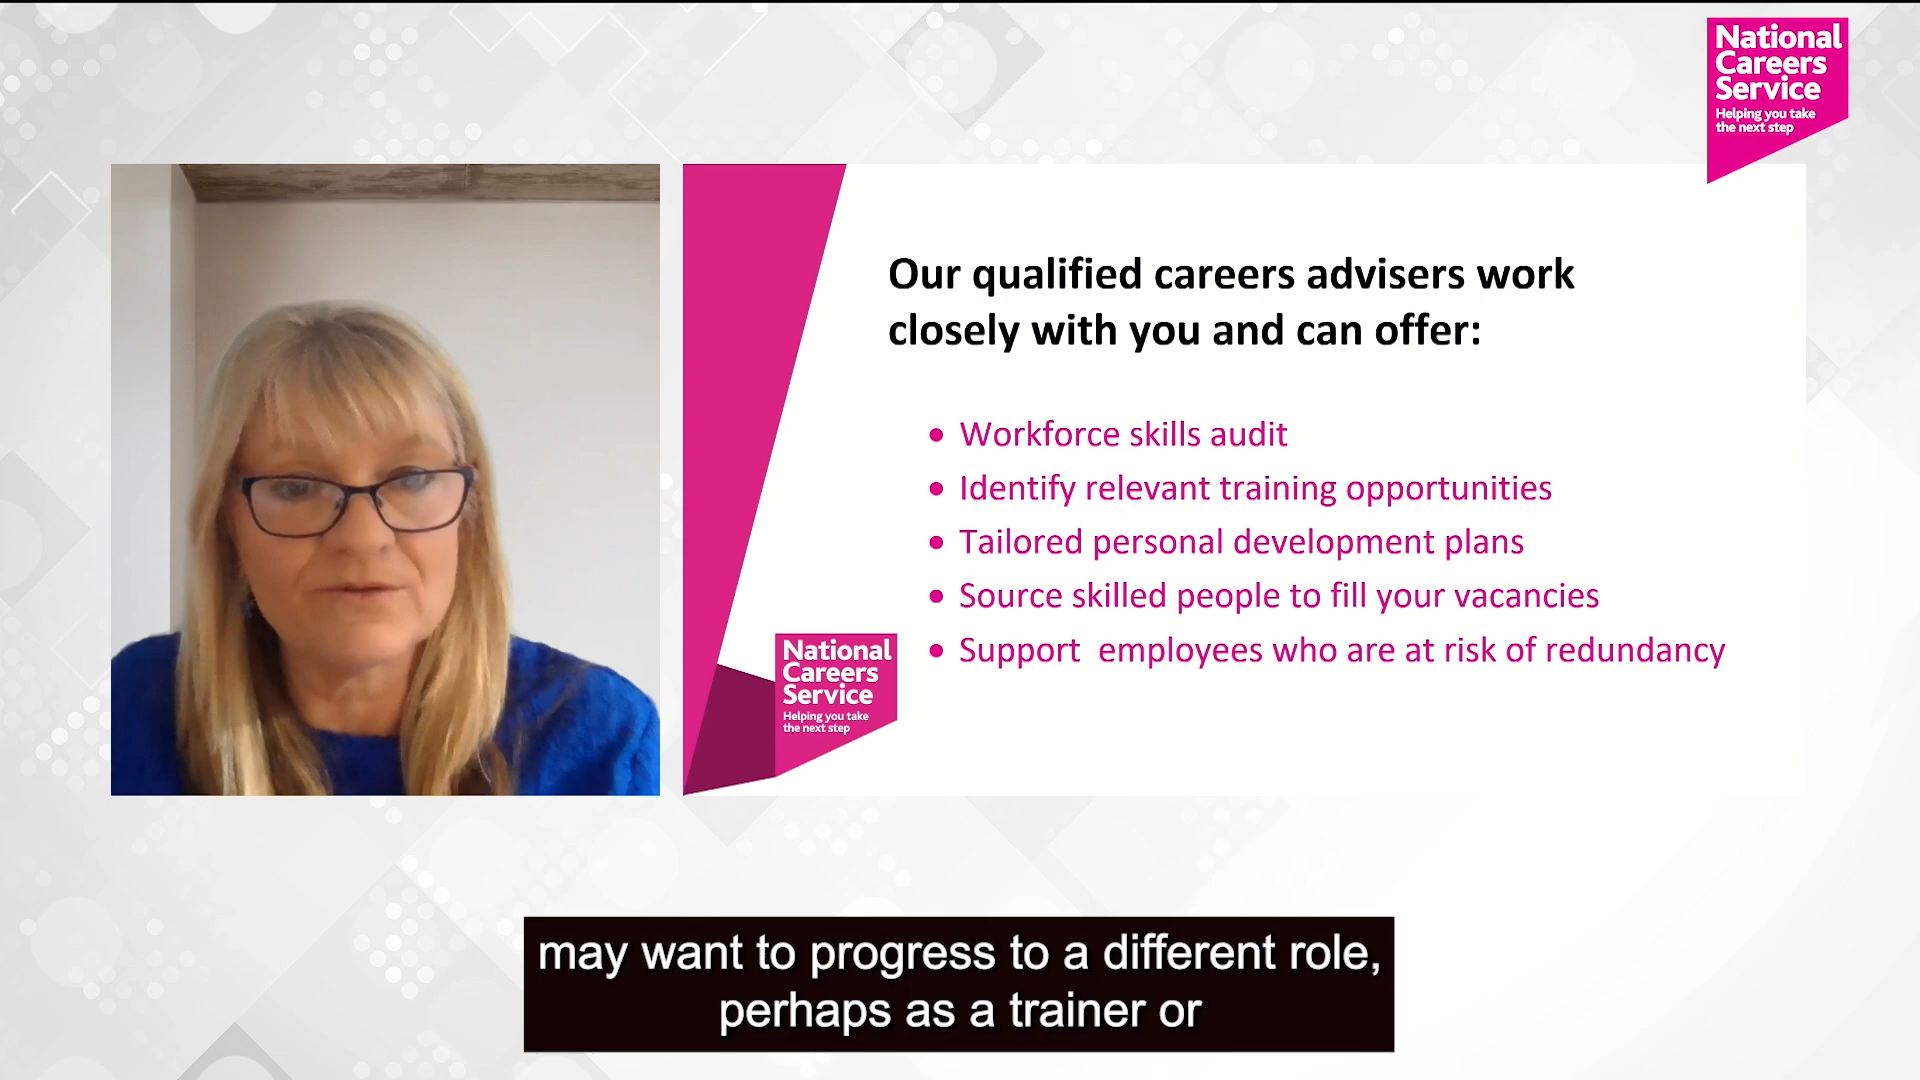 National
Careers
Service
Helping you take
the next step
Our qualified careers advisers work
closely with you and can offer:
• Workforce skills audit
• Identify relevant training opportunities
• Tailored personal development plans
• Source skilled people to fill your vacancies
• Support  employees who are at risk of redundancy
National
Careers
Service
Helping you take
the next step
may want to progress to a different role,
perhaps as a trainer or